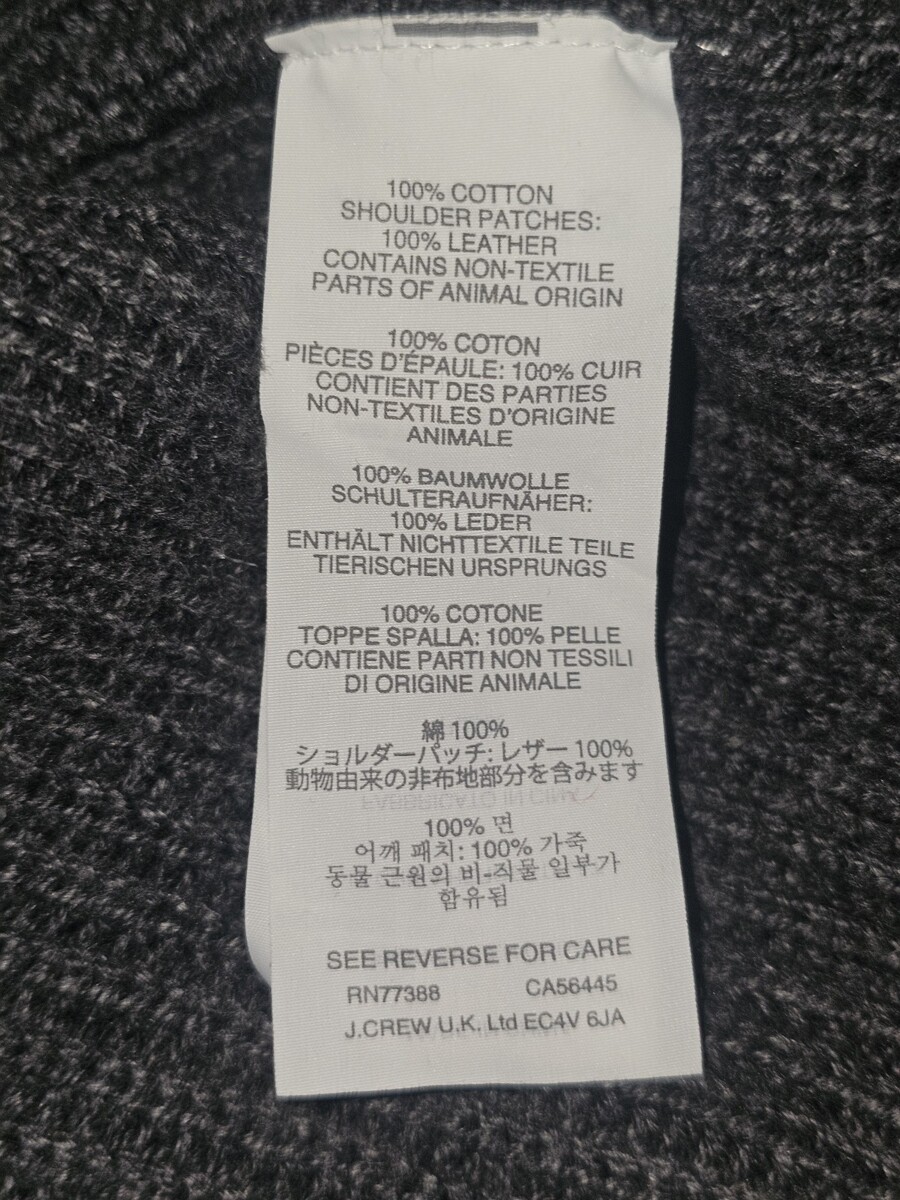 100% COTTON
SHOULDER PATCHES:
100% LEATHER
CONTAINS NON-TEXTILE
PARTS OF ANIMAL ORIGIN
100% COTON
PIÈCES D'ÉPAULE: 100% CUIR
CONTIENT DES PARTIES
NON-TEXTILES D'ORIGINE
ANIMALE
100% BAUMWOLLE
SCHULTERAUFNÄHER:
100% LEDER
ENTHÄLT NICHTTEXTILE TEILE
TIERISCHEN URSPRUNGS
100% COTONE
TOPPE SPALLA: 100% PELLE
CONTIENE PARTI NON TESSILI
DI ORIGINE ANIMALE
綿 100%
ショルダーパッチ: レザー 100%
動物由来の非布地部分を含みます
100% 면
어깨 패치: 100% 가죽
동물 근원의 비-직물 일부가
함유됨
SEE REVERSE FOR CARE
RN77388 CA56445
J.CREW U.K. Ltd EC4V 6JA